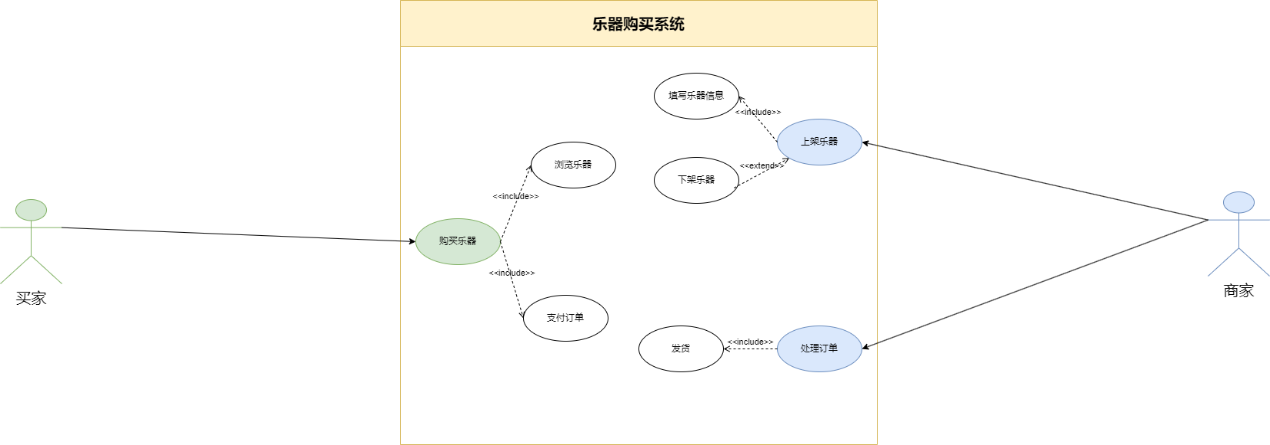 乐器购买系统
填写乐器信息
<<include>>
上架乐器
浏览乐器
<<extend>>
下架乐器
<<include>>
购买乐器
<<include>>
买家
商家
支付订单
<<include>>
发货
处理订单